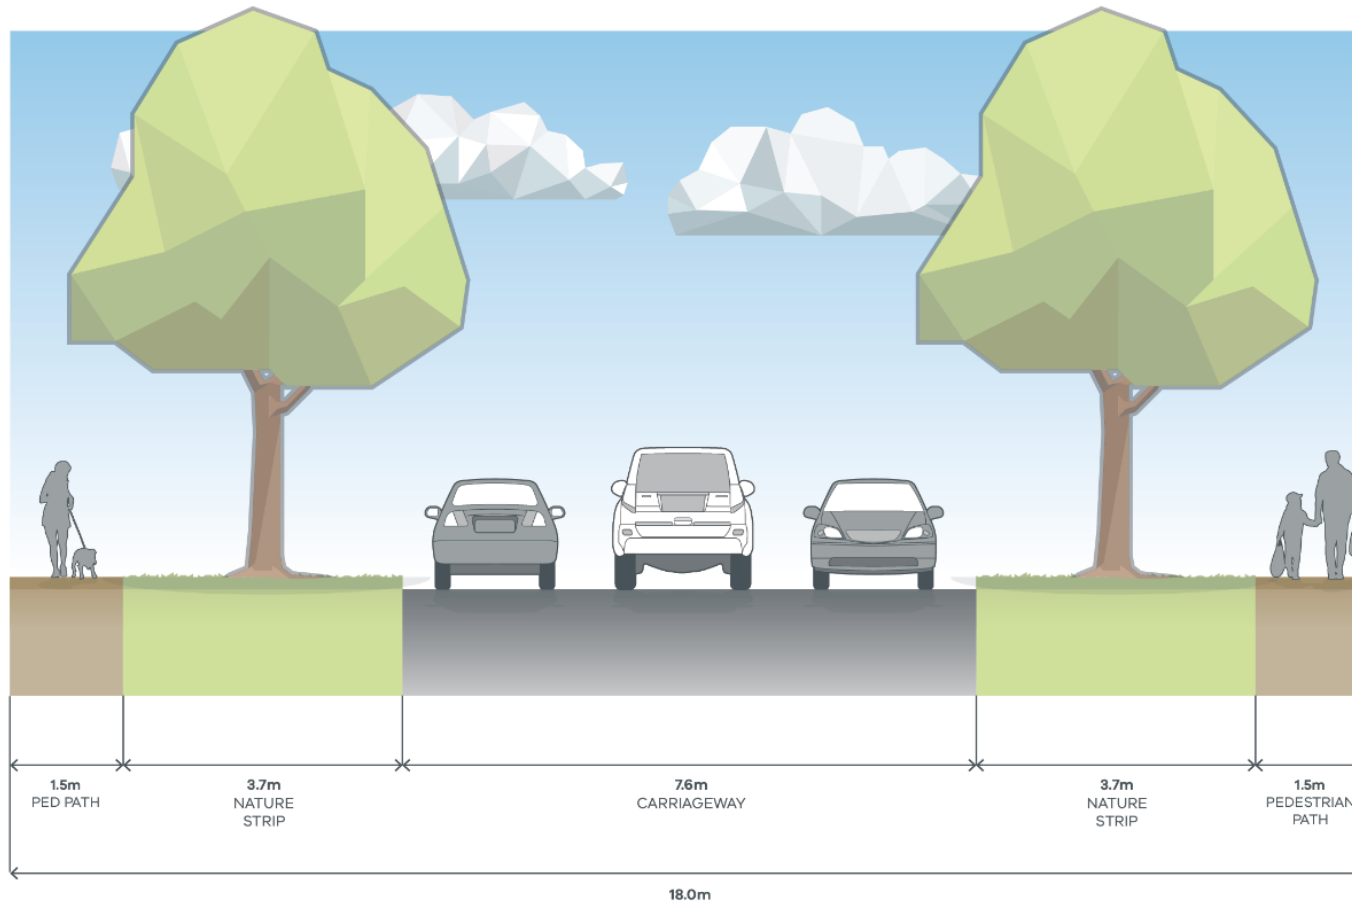 1.5m
PED PATH
3.7m
NATURE
STRIP
7.6m
CARRIAGEWAY
3.7m
NATURE
STRIP
1.5m
PEDESTRIAN
PATH
18.0m